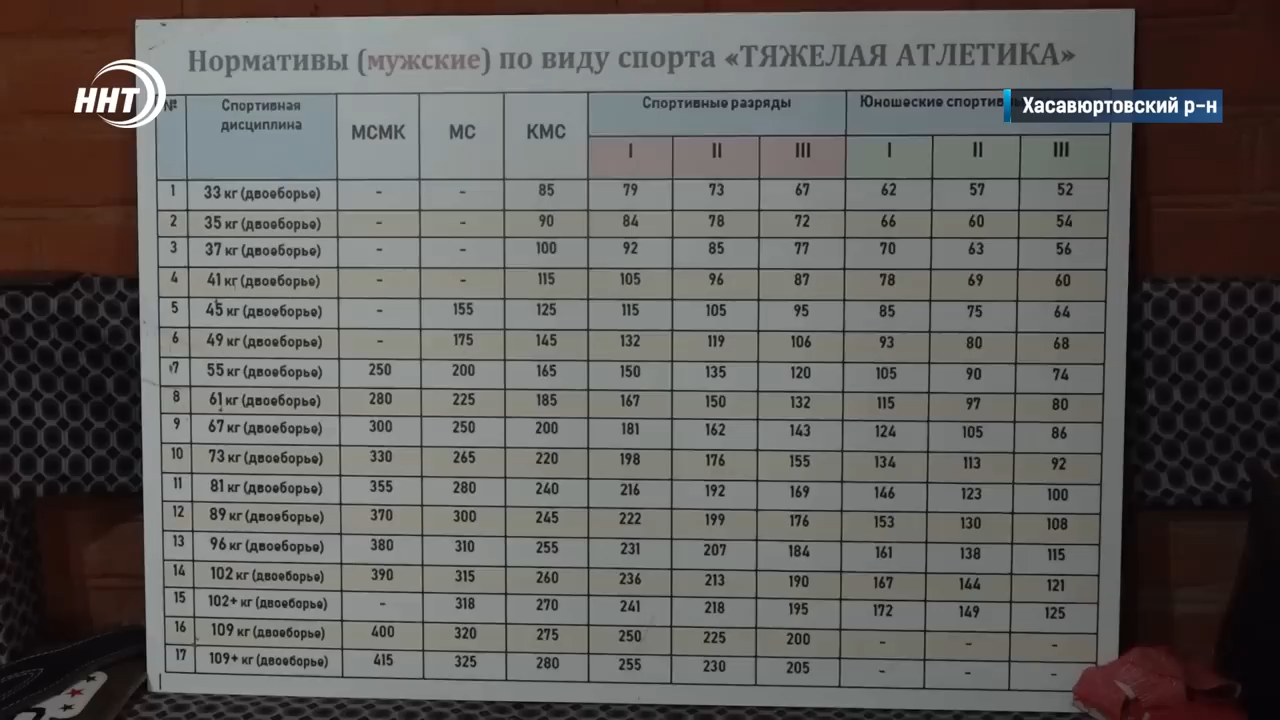 Нормативы (мужские) по виду спорта «ТЯЖЕЛАЯ АТЛЕТИКА»
ННТ
Хасавюртовский р-н
№ Спортивная дисциплина МСМК МС КМС Спортивные разряды Юношеские
I II III I II III
1 33 кг (двоеборье) - - 85 79 73 67 62 57 52
2 35 кг (двоеборье) - - 90 84 78 72 66 60 54
3 37 кг (двоеборье) - - 100 92 85 77 70 63 56
4 41 кг (двоеборье) - - 115 105 96 87 78 69 60
5 45 кг (двоеборье) - 155 125 115 105 95 85 75 64
6 49 кг (двоеборье) - 175 145 132 119 106 93 80 68
7 55 кг (двоеборье) 250 200 165 150 135 120 105 90 74
8 61 кг (двоеборье) 280 225 185 167 150 132 115 97 80
9 67 кг (двоеборье) 300 250 200 181 162 143 124 105 86
10 73 кг (двоеборье) 330 265 220 198 176 155 134 113 92
11 81 кг (двоеборье) 355 280 240 216 192 169 146 123 100
12 89 кг (двоеборье) 370 300 245 222 199 176 153 130 108
13 96 кг (двоеборье) 380 310 255 231 207 184 161 138 115
14 102 кг (двоеборье) 390 315 260 236 213 190 167 144 121
15 102+ кг (двоеборье) - 318 270 241 218 195 172 149 125
16 109 кг (двоеборье) 400 320 275 250 225 200 - - -
17 109+ кг (двоеборье) 415 325 280 255 230 205 - - -